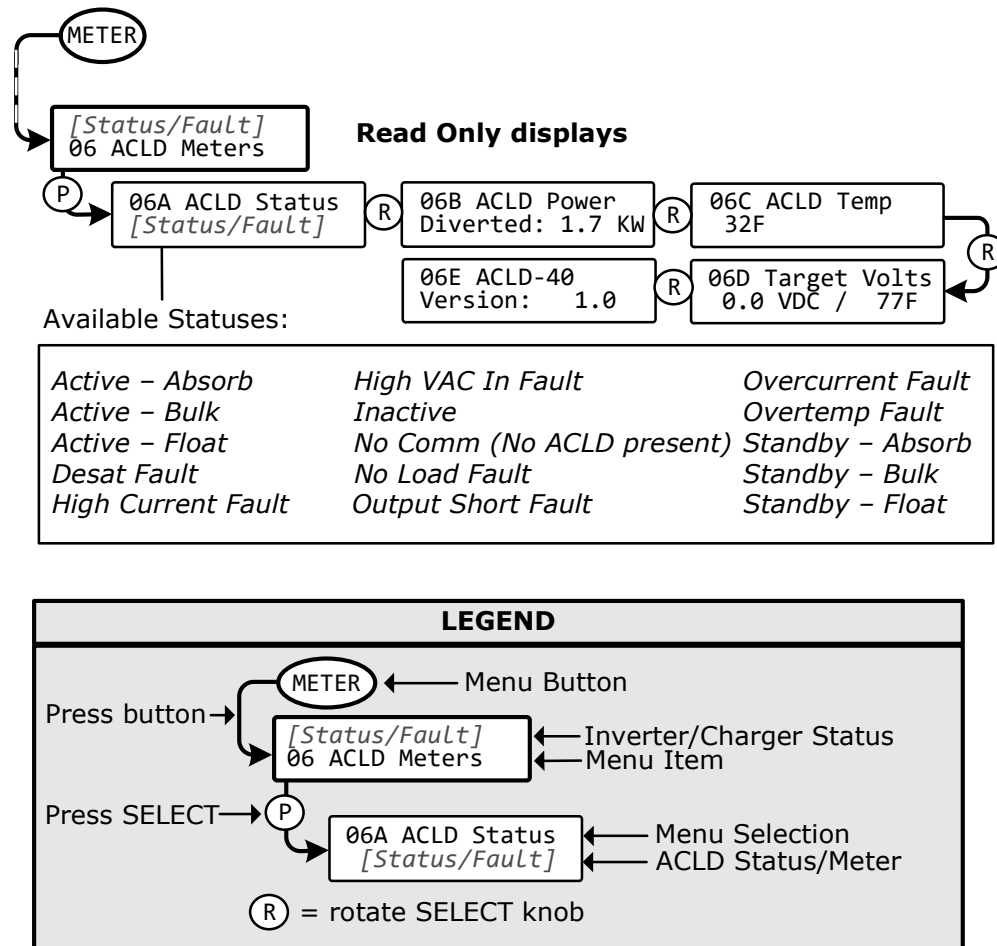 METER
[Status/Fault]
06 ACLD Meters
Read Only displays
P
06A ACLD Status
[Status/Fault]
R
06B ACLD Power
Diverted: 1.7 KW
R
06C ACLD Temp
32F
R
06D Target Volts
0.0 VDC / 77F
R
06E ACLD-40
Version: 1.0
Available Statuses:
Active – Absorb
Active – Bulk
Active – Float
Desat Fault
High Current Fault
High VAC In Fault
Inactive
No Comm (No ACLD present)
No Load Fault
Output Short Fault
Overcurrent Fault
Overtemp Fault
Standby – Absorb
Standby – Bulk
Standby – Float
LEGEND
METER
Menu Button
Press button
[Status/Fault]
06 ACLD Meters
Inverter/Charger Status
Menu Item
Press SELECT
P
06A ACLD Status
[Status/Fault]
Menu Selection
ACLD Status/Meter
R = rotate SELECT knob